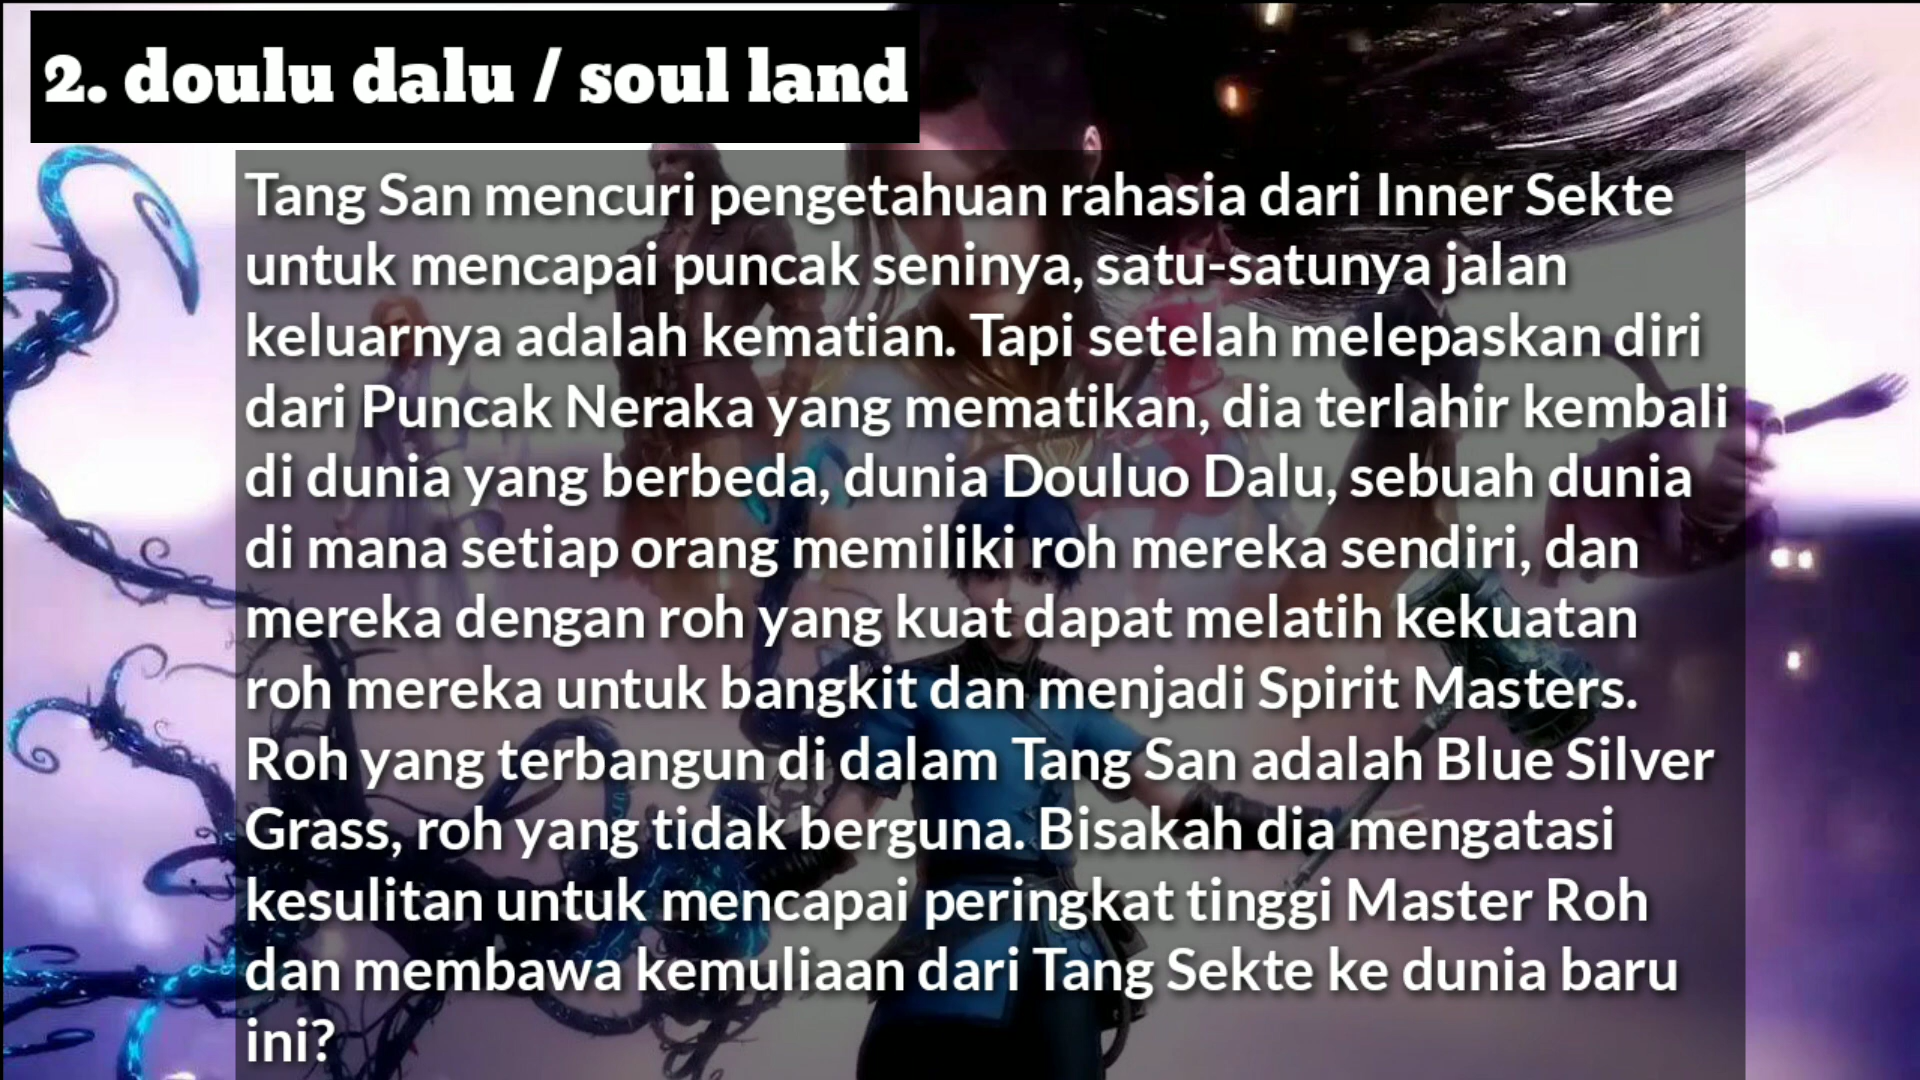 2. doulu dalu / soul land
Tang San mencuri pengetahuan rahasia dari Inner Sekte
untuk mencapai puncak seninya, satu-satunya jalan
keluarnya adalah kematian. Tapi setelah melepaskan diri
dari Puncak Neraka yang mematikan, dia terlahir kembali
di dunia yang berbeda, dunia Douluo Dalu, sebuah dunia
di mana setiap orang memiliki roh mereka sendiri, dan
mereka dengan roh yang kuat dapat melatih kekuatan
roh mereka untuk bangkit dan menjadi Spirit Masters.
Roh yang terbangun di dalam Tang San adalah Blue Silver
Grass, roh yang tidak berguna. Bisakah dia mengatasi
kesulitan untuk mencapai peringkat tinggi Master Roh
dan membawa kemuliaan dari Tang Sekte ke dunia baru
ini?